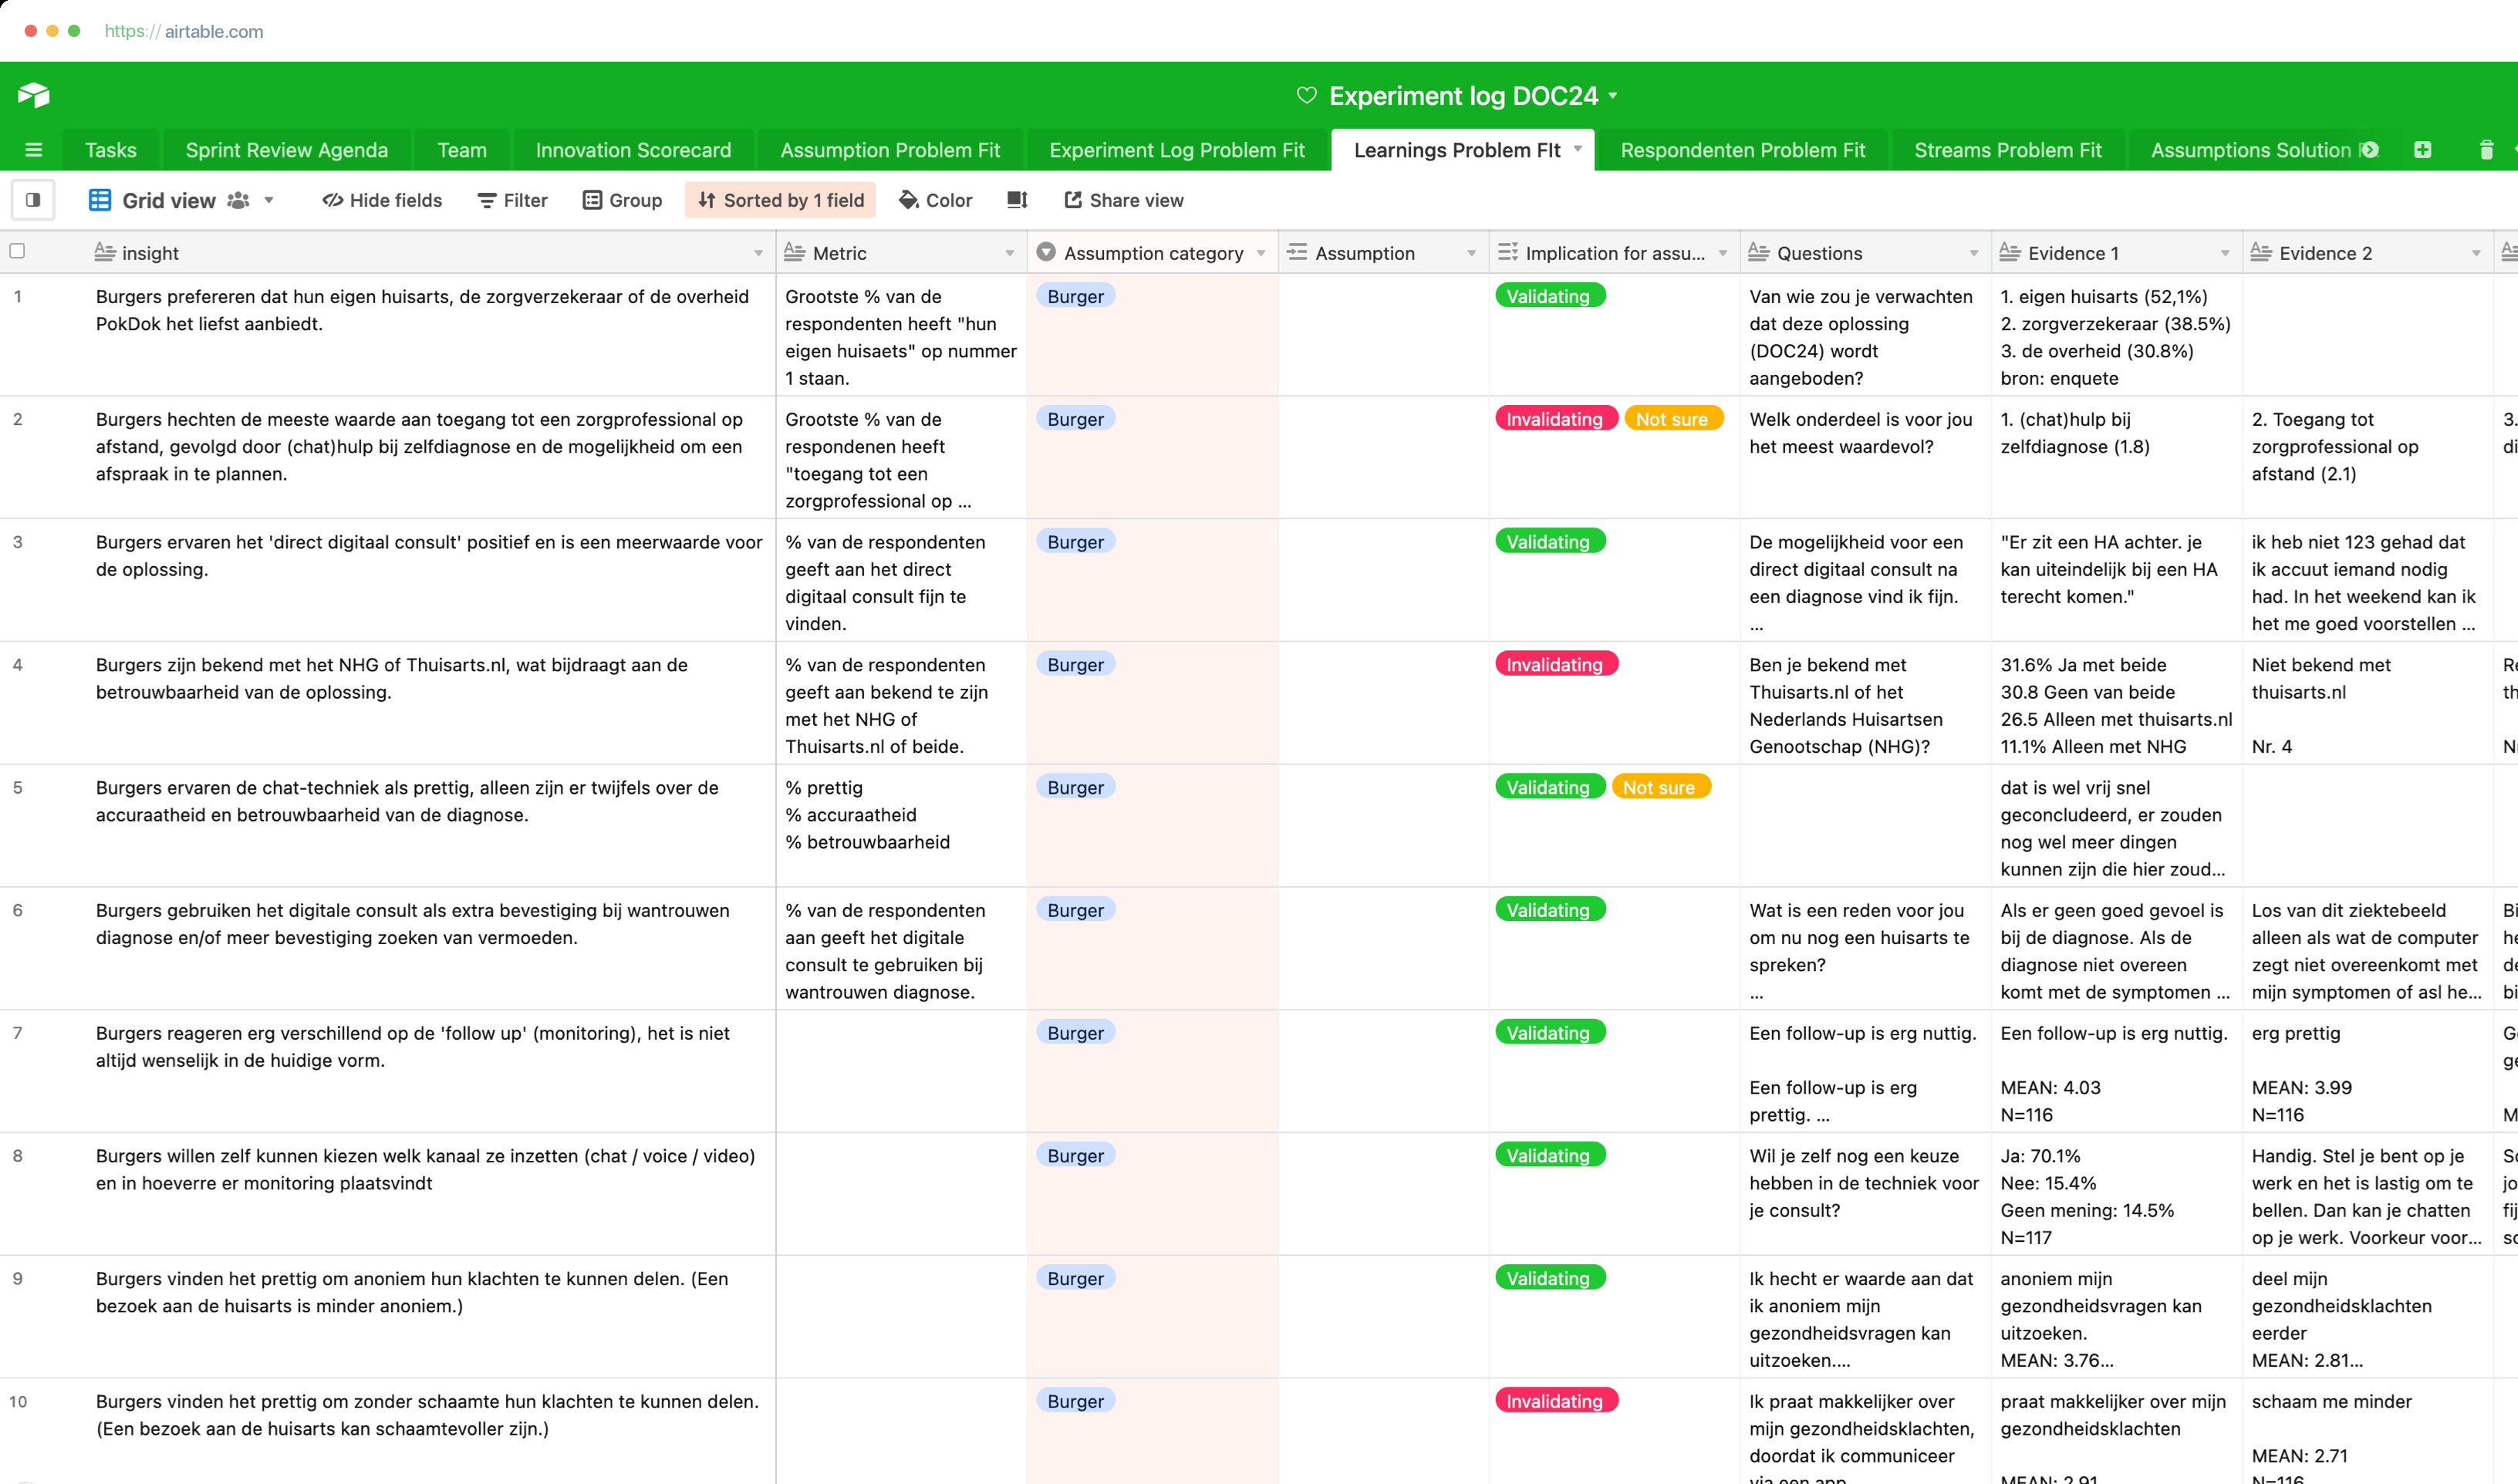 https:// airtable.com
Experiment log DOC24
Tasks
Sprint Review Agenda
Team
Innovation Scorecard
Assumption Problem Fit
Experiment Log Problem Fit
Learnings Problem FIt
Respondenten Problem Fit
Streams Problem Fit
Assumptions Solution
Grid view
Hide fields
Filter
Group
Sorted by 1 field
Color
Share view
insight
Metric
Assumption category
Assumption
Implication for assu...
Questions
Evidence 1
Evidence 2
1
Burgers prefereren dat hun eigen huisarts, de zorgverzekeraar of de overheid
PokDok het liefst aanbiedt.
Grootste % van de
respondenten heeft "hun
eigen huisaets" op nummer
1 staan.
Burger
Validating
Van wie zou je verwachten
dat deze oplossing
(DOC24) wordt
aangeboden?
1. eigen huisarts (52,1%)
2. zorgverzekeraar (38.5%)
3. de overheid (30.8%)
bron: enquete
2
Burgers hechten de meeste waarde aan toegang tot een zorgprofessional op
afstand, gevolgd door (chat)hulp bij zelfdiagnose en de mogelijkheid om een
afspraak in te plannen.
Grootste % van de
respondenen heeft
"toegang tot een
zorgprofessional op ...
Burger
Invalidating
Not sure
Welk onderdeel is voor jou
het meest waardevol?
1. (chat)hulp bij
zelfdiagnose (1.8)
2. Toegang tot
zorgprofessional op
afstand (2.1)
3.
di
3
Burgers ervaren het 'direct digitaal consult' positief en is een meerwaarde voor
de oplossing.
% van de respondenten
geeft aan het direct
digitaal consult fijn te
vinden.
Burger
Validating
De mogelijkheid voor een
direct digitaal consult na
een diagnose vind ik fijn.
...
"Er zit een HA achter. je
kan uiteindelijk bij een HA
terecht komen."
ik heb niet 123 gehad dat
ik accuut iemand nodig
had. In het weekend kan ik
het me goed voorstellen ...
4
Burgers zijn bekend met het NHG of Thuisarts.nl, wat bijdraagt aan de
betrouwbaarheid van de oplossing.
% van de respondenten
geeft aan bekend te zijn
met het NHG of
Thuisarts.nl of beide.
Burger
Invalidating
Ben je bekend met
Thuisarts.nl of het
Nederlands Huisartsen
Genootschap (NHG)?
31.6% Ja met beide
30.8 Geen van beide
26.5 Alleen met thuisarts.nl
11.1% Alleen met NHG
Niet bekend met
thuisarts.nl
Nr. 4
5
Burgers ervaren de chat-techniek als prettig, alleen zijn er twijfels over de
accuraatheid en betrouwbaarheid van de diagnose.
% prettig
% accuraatheid
% betrouwbaarheid
Burger
Validating
Not sure
dat is wel vrij snel
geconcludeerd, er zouden
nog wel meer dingen
kunnen zijn die hier zoud...
6
Burgers gebruiken het digitale consult als extra bevestiging bij wantrouwen
diagnose en/of meer bevestiging zoeken van vermoeden.
% van de respondenten
aan geeft het digitale
consult te gebruiken bij
wantrouwen diagnose.
Burger
Validating
Wat is een reden voor jou
om nu nog een huisarts te
spreken?
...
Als er geen goed gevoel is
bij de diagnose. Als de
diagnose niet overeen
komt met de symptomen ...
Los van dit ziektebeeld
alleen als wat de computer
zegt niet overeenkomt met
mijn symptomen of asl he...
7
Burgers reageren erg verschillend op de 'follow up' (monitoring), het is niet
altijd wenselijk in de huidige vorm.
Burger
Validating
Een follow-up is erg nuttig.
Een follow-up is erg
prettig. ...
Een follow-up is erg nuttig.
MEAN: 4.03
N=116
erg prettig
MEAN: 3.99
N=116
8
Burgers willen zelf kunnen kiezen welk kanaal ze inzetten (chat / voice / video)
en in hoeverre er monitoring plaatsvindt
Burger
Validating
Wil je zelf nog een keuze
hebben in de techniek voor
je consult?
Ja: 70.1%
Nee: 15.4%
Geen mening: 14.5%
N=117
Handig. Stel je bent op je
werk en het is lastig om te
bellen. Dan kan je chatten
op je werk. Voorkeur voor...
9
Burgers vinden het prettig om anoniem hun klachten te kunnen delen. (Een
bezoek aan de huisarts is minder anoniem.)
Burger
Validating
Ik hecht er waarde aan dat
ik anoniem mijn
gezondheidsvragen kan
uitzoeken....
anoniem mijn
gezondheidsvragen kan
uitzoeken.
MEAN: 3.76...
deel mijn
gezondheidsklachten
eerder
MEAN: 2.81...
10
Burgers vinden het prettig om zonder schaamte hun klachten te kunnen delen.
(Een bezoek aan de huisarts kan schaamtevoller zijn.)
Burger
Invalidating
Ik praat makkelijker over
mijn gezondheidsklachten,
doordat ik communiceer
via een app
praat makkelijker over mijn
gezondheidsklachten
MEAN: 2.91
schaam me minder
MEAN: 2.71
N=116